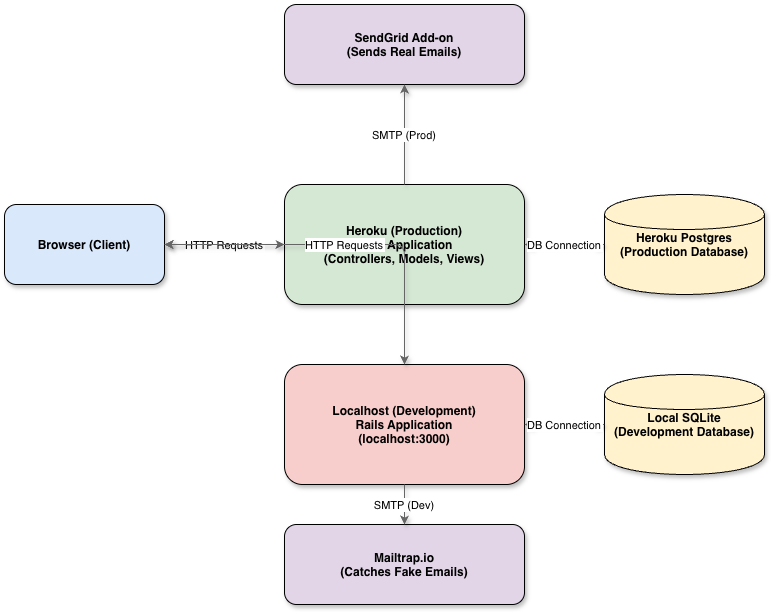 SendGrid Add-on
(Sends Real Emails)
SMTP (Prod)
Browser (Client)
HTTP Requests
Heroku (Production)
HTTP Requests
Application
(Controllers, Models, Views)
DB Connection
Heroku Postgres
(Production Database)
Localhost (Development)
Rails Application
(localhost:3000)
DB Connection
Local SQLite
(Development Database)
SMTP (Dev)
Mailtrap.io
(Catches Fake Emails)